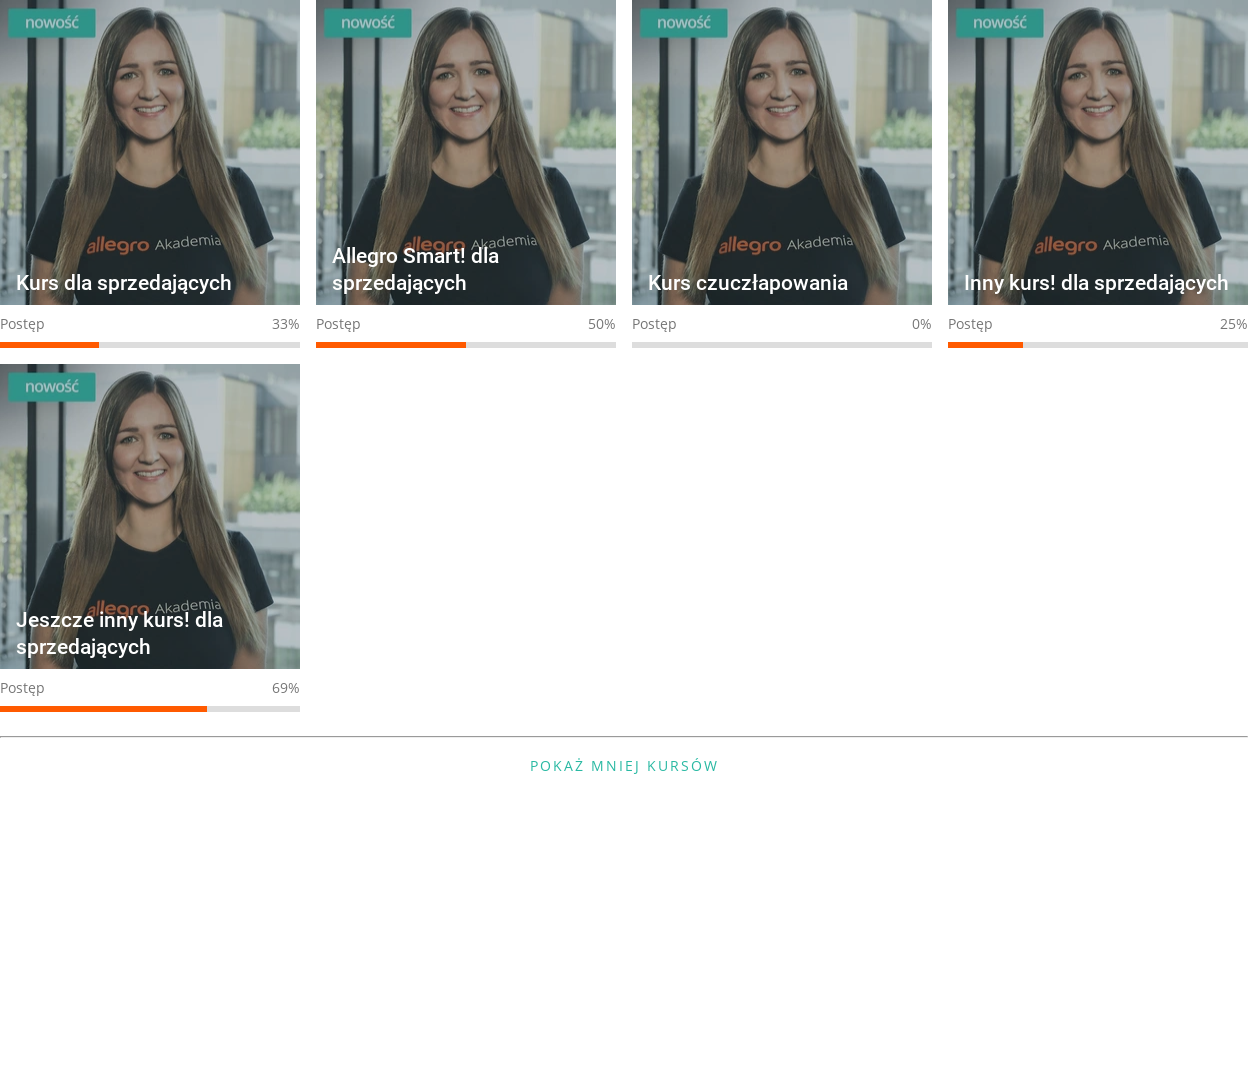 nowość
nowość
nowość
nowość
allegro Akademia
allegro Akademia
allegro Akademia
allegro Akademia
Kurs dla sprzedających
Allegro Smart! dla
sprzedających
Kurs czuczłapowania
Inny kurs! dla sprzedających
Postęp 33%
Postęp 50%
Postęp 0%
Postęp 25%
nowość
allegro Akademia
Jeszcze inny kurs! dla
sprzedających
Postęp 69%
POKAŻ MNIEJ KURSÓW